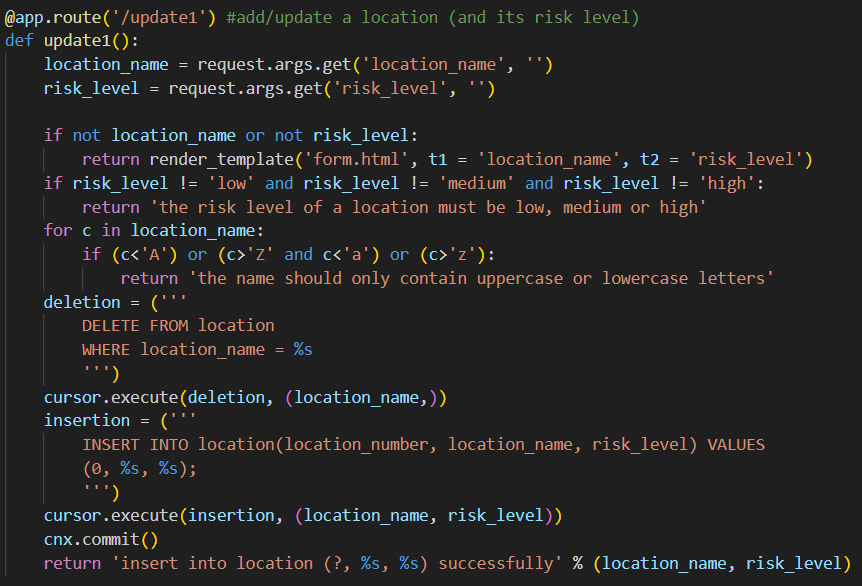 @app.route('/update1') #add/update a location (and its risk level)
def update1():
    location_name = request.args.get('location_name', '')
    risk_level = request.args.get('risk_level', '')

    if not location_name or not risk_level:
        return render_template('form.html', t1 = 'location_name', t2 = 'risk_level')
    if risk_level != 'low' and risk_level != 'medium' and risk_level != 'high':
        return 'the risk level of a location must be low, medium or high'
    for c in location_name:
        if (c<'A') or (c>'Z' and c<'a') or (c>'z'):
            return 'the name should only contain uppercase or lowercase letters'
    deletion = ('''
        DELETE FROM location
        WHERE location_name = %s
        ''')
    cursor.execute(deletion, (location_name,))
    insertion = ('''
        INSERT INTO location(location_number, location_name, risk_level) VALUES
        (0, %s, %s);
        ''')
    cursor.execute(insertion, (location_name, risk_level))
    cnx.commit()
    return 'insert into location (?, %s, %s) successfully' % (location_name, risk_level)